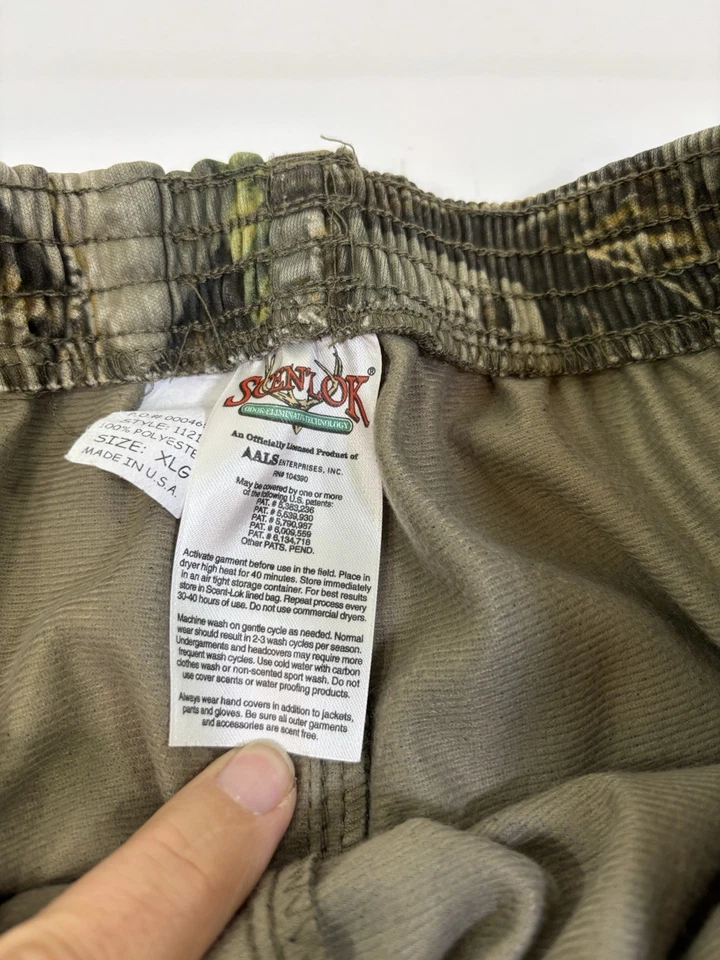 P.O.# 00046
STYLE: 1121
100% POLYESTE
SIZE: XLG
MADE IN U.S.A.
SCENT-LOK®
ODOR-ELIMINATING TECHNOLOGY
An Officially Licensed Product of
ALS ENTERPRISES, INC.
RN# 104390
May be covered by one or more
of the following U.S. patents:
PAT. # 5,383,236
PAT. # 5,539,930
PAT. # 5,790,987
PAT. # 6,009,559
PAT. # 6,134,718
Other PATS. PEND.
Activate garment before use in the field. Place in
dryer high heat for 40 minutes. Store immediately
in an air tight storage container. For best results
store in Scent-Lok lined bag. Repeat process every
30-40 hours of use. Do not use commercial dryers.
Machine wash on gentle cycle as needed. Normal
wear should result in 2-3 wash cycles per season.
Undergarments and headcovers may require more
frequent wash cycles. Use cold water with carbon
clothes wash or non-scented sport wash. Do not
use cover scents or water proofing products.
Always wear hand covers in addition to jackets,
pants and gloves. Be sure all outer garments
and accessories are scent free.